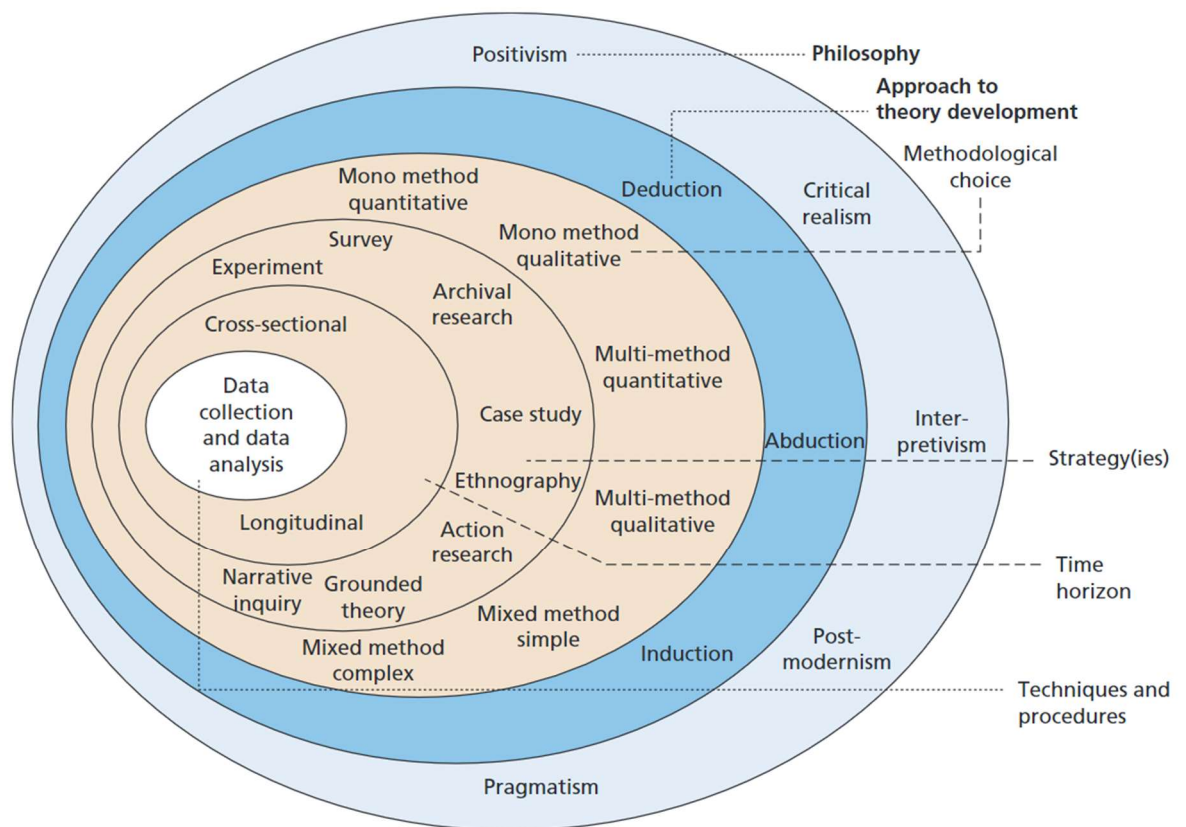 Positivism
Philosophy
Approach to
theory development
Methodological
choice
Mono method
quantitative
Deduction
Critical
realism
Survey
Mono method
qualitative
Experiment
Archival
research
Cross-sectional
Multi-method
quantitative
Data
collection
and data
analysis
Case study
Abduction
Inter-
pretivism
Strategy(ies)
Ethnography
Multi-method
qualitative
Longitudinal
Action
research
Time
horizon
Narrative
inquiry
Grounded
theory
Mixed method
simple
Mixed method
complex
Induction
Post-
modernism
Techniques and
procedures
Pragmatism